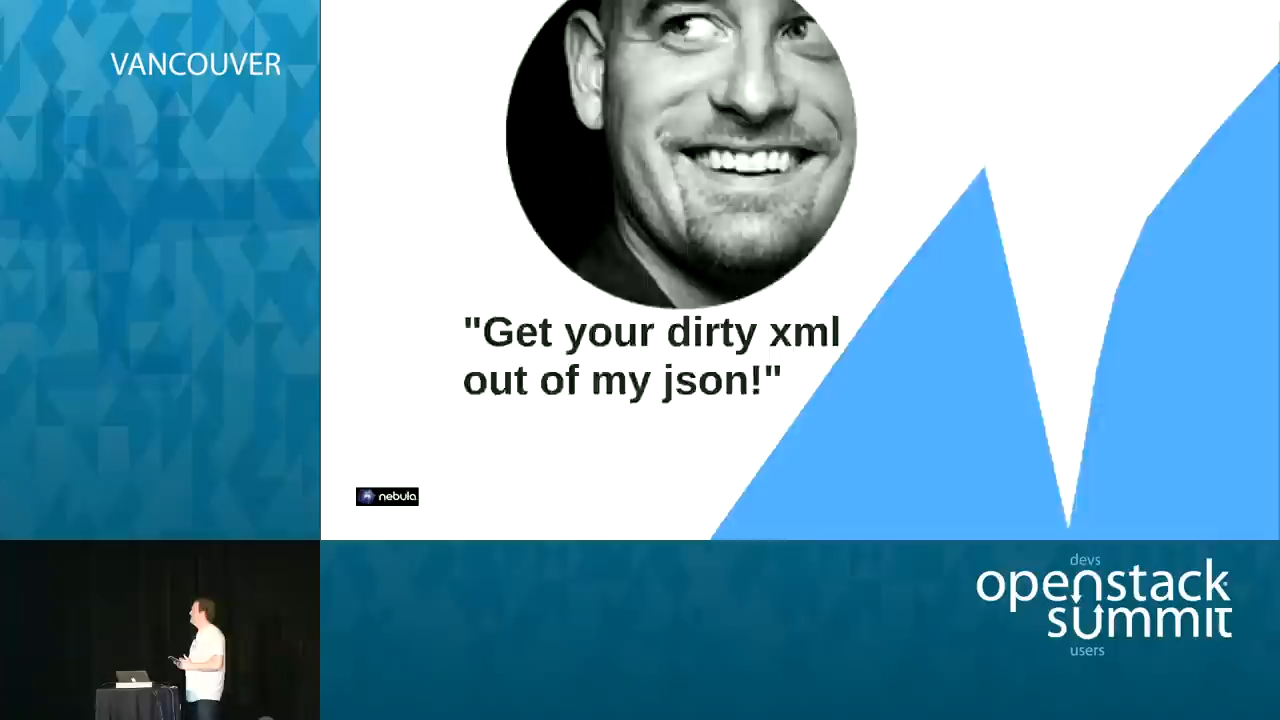 VANCOUVER
"Get your dirty xml
out of my json!"
nebula
devs
openstack
summit
users